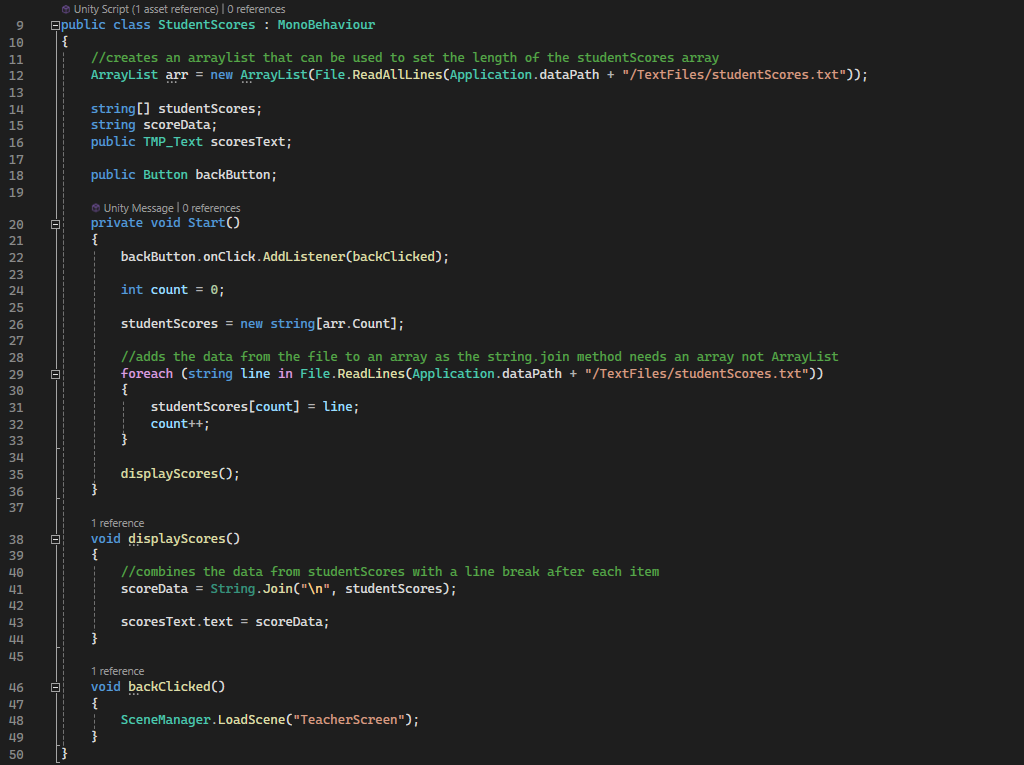 Unity Script (1 asset reference) | 0 references
9 public class StudentScores : MonoBehaviour
10 {
11 //creates an arraylist that can be used to set the length of the studentScores array
12 ArrayList arr = new ArrayList(File.ReadAllLines(Application.dataPath + "/TextFiles/studentScores.txt"));
13
14 string[] studentScores;
15 string scoreData;
16 public TMP_Text scoresText;
17
18 public Button backButton;
19
Unity Message | 0 references
20 private void Start()
21 {
22 backButton.onClick.AddListener(backClicked);
23
24 int count = 0;
25
26 studentScores = new string[arr.Count];
27
28 //adds the data from the file to an array as the string.join method needs an array not ArrayList
29 foreach (string line in File.ReadLines(Application.dataPath + "/TextFiles/studentScores.txt"))
30 {
31 studentScores[count] = line;
32 count++;
33 }
34
35 displayScores();
36 }
37
1 reference
38 void displayScores()
39 {
40 //combines the data from studentScores with a line break after each item
41 scoreData = String.Join("\n", studentScores);
42
43 scoresText.text = scoreData;
44 }
45
1 reference
46 void backClicked()
47 {
48 SceneManager.LoadScene("TeacherScreen");
49 }
50 }